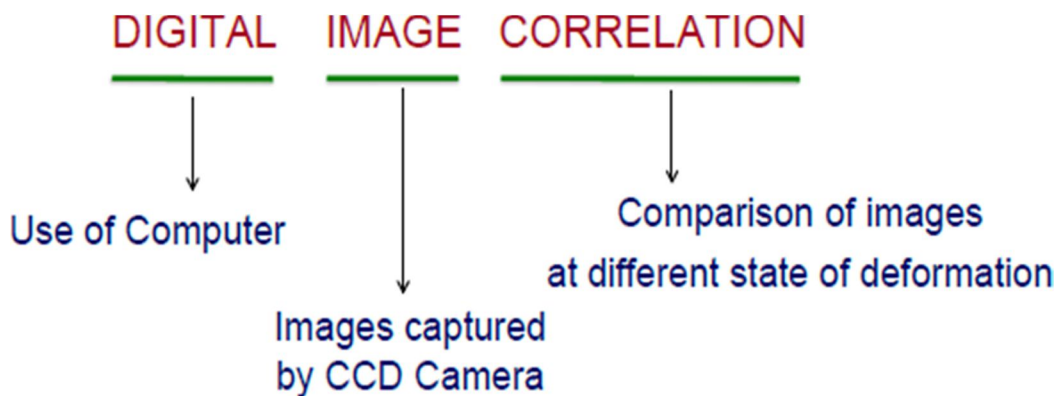 DIGITAL IMAGE CORRELATION
Use of Computer
Images captured
by CCD Camera
Comparison of images
at different state of deformation